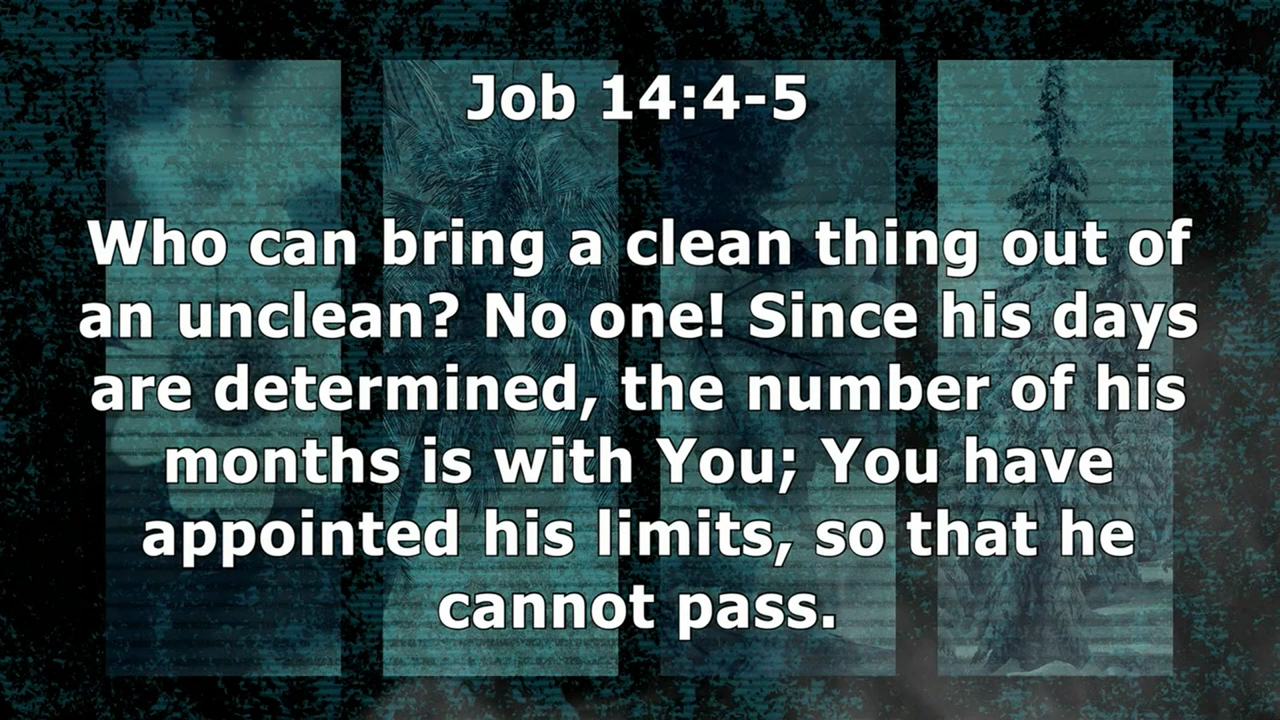 Job 14:4-5
Who can bring a clean thing out of
an unclean? No one! Since his days
are determined, the number of his
months is with You; You have
appointed his limits, so that he
cannot pass.